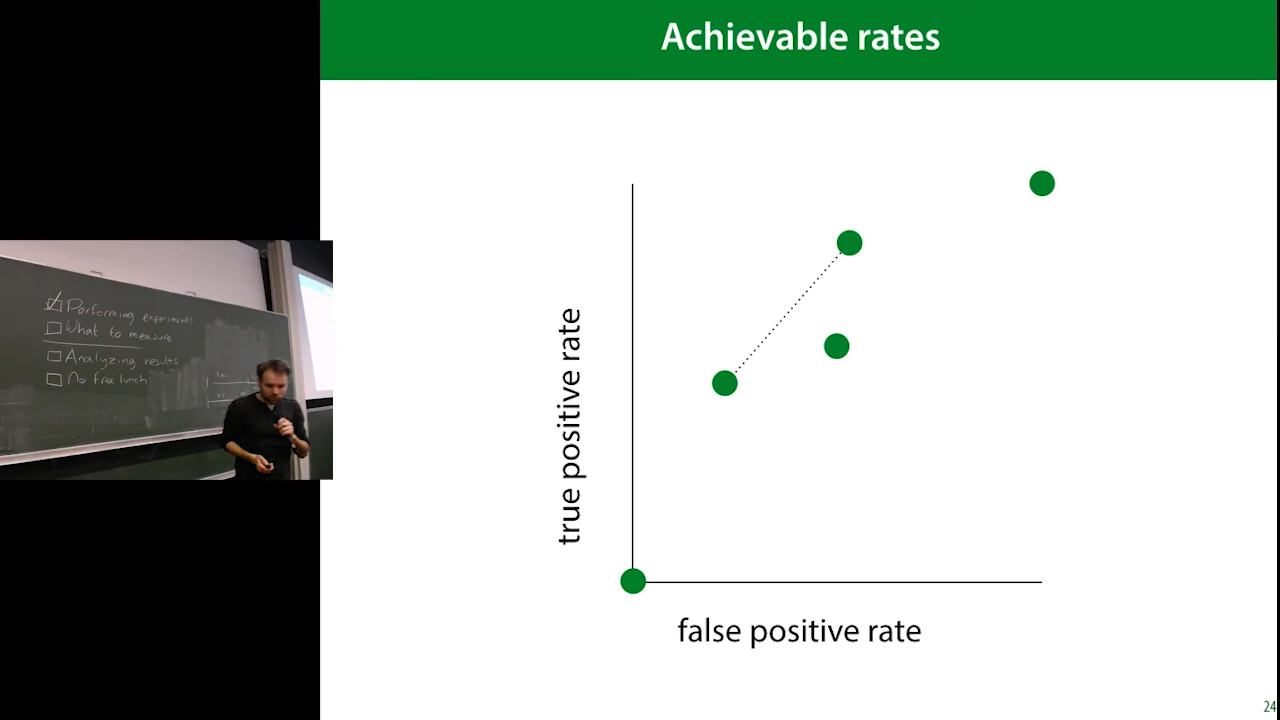 Achievable rates
true positive rate
false positive rate
24
Performing experiments
What to measure
Analyzing results
No free lunch